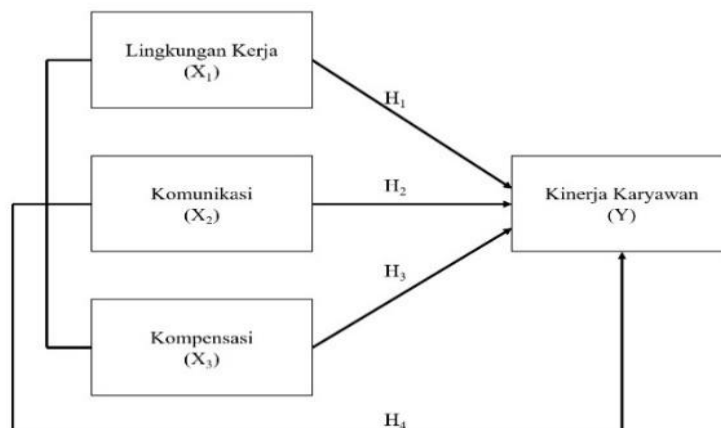 Lingkungan Kerja
(X₁)
H₁
Komunikasi
(X₂)
H₂
Kinerja Karyawan
(Y)
H₃
Kompensasi
(X₃)
H₄